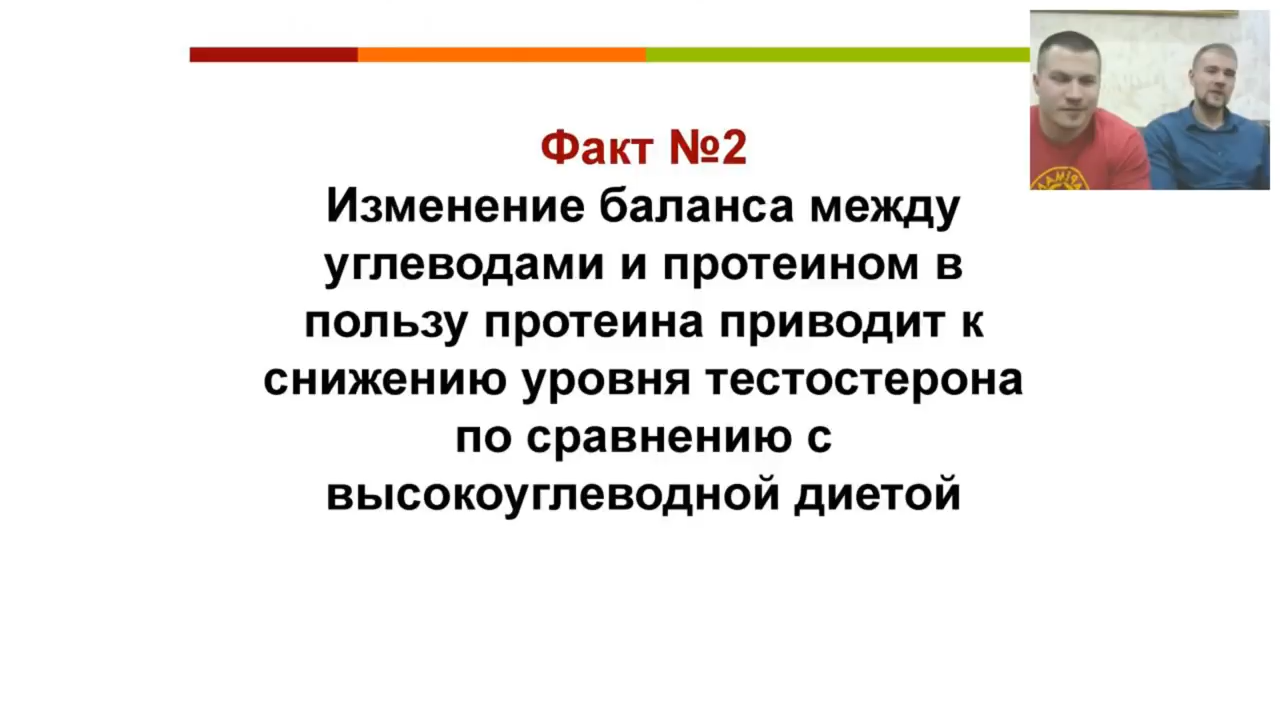 Факт №2
Изменение баланса между
углеводами и протеином в
пользу протеина приводит к
снижению уровня тестостерона
по сравнению с
высокоуглеводной диетой